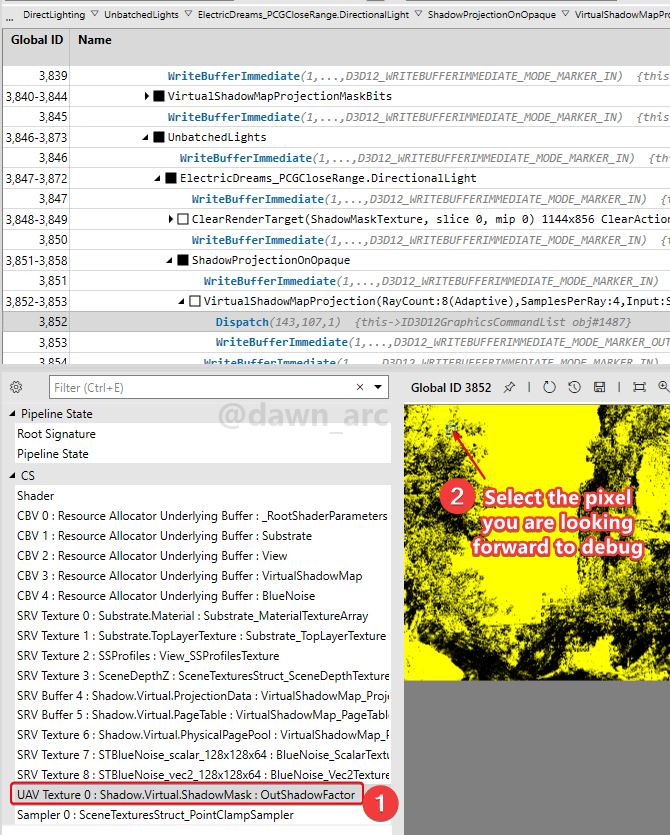 ... DirectLighting ▽ UnbatchedLights ▽ ElectricDreams_PCGCloseRange.DirectionalLight ▽ ShadowProjectionOnOpaque ▽ VirtualShadowMapPro
Global ID Name
3,839 WriteBufferImmediate(1,...,D3D12_WRITEBUFFERIMMEDIATE_MODE_MARKER_IN) {this
3,840-3,844 VirtualShadowMapProjectionMaskBits
3,845 WriteBufferImmediate(1,...,D3D12_WRITEBUFFERIMMEDIATE_MODE_MARKER_IN) {this
3,846-3,873 UnbatchedLights
3,846 WriteBufferImmediate(1,...,D3D12_WRITEBUFFERIMMEDIATE_MODE_MARKER_IN) {th
3,847-3,872 ElectricDreams_PCGCloseRange.DirectionalLight
3,847 WriteBufferImmediate(1,...,D3D12_WRITEBUFFERIMMEDIATE_MODE_MARKER_IN) {t
3,848-3,849 ClearRenderTarget(ShadowMaskTexture, slice 0, mip 0) 1144x856 ClearAction
3,850 WriteBufferImmediate(1,...,D3D12_WRITEBUFFERIMMEDIATE_MODE_MARKER_IN) {t
3,851-3,858 ShadowProjectionOnOpaque
3,851 WriteBufferImmediate(1,...,D3D12_WRITEBUFFERIMMEDIATE_MODE_MARKER_IN)
3,852-3,853 VirtualShadowMapProjection(RayCount:8(Adaptive),SamplesPerRay:4,Input:S
3,852 Dispatch(143,107,1) {this->ID3D12GraphicsCommandList obj#1487}
3,853 WriteBufferImmediate(1,...,D3D12_WRITEBUFFERIMMEDIATE_MODE_MARKER_OU
3,854 WriteBufferImmediate(1,...,D3D12_WRITEBUFFERIMMEDIATE_MODE_MARKER_IN)
Filter (Ctrl+E)
Global ID 3852
@dawn_arc
Pipeline State
Root Signature
Pipeline State
CS
Shader
CBV 0 : Resource Allocator Underlying Buffer : _RootShaderParameters
CBV 1 : Resource Allocator Underlying Buffer : Substrate
CBV 2 : Resource Allocator Underlying Buffer : View
CBV 3 : Resource Allocator Underlying Buffer : VirtualShadowMap
CBV 4 : Resource Allocator Underlying Buffer : BlueNoise
SRV Texture 0 : Substrate.Material : Substrate_MaterialTextureArray
SRV Texture 1 : Substrate.TopLayerTexture : Substrate_TopLayerTexture
SRV Texture 2 : SSProfiles : View_SSProfilesTexture
SRV Texture 3 : SceneDepthZ : SceneTexturesStruct_SceneDepthTexture
SRV Buffer 4 : Shadow.Virtual.ProjectionData : VirtualShadowMap_Proje
SRV Buffer 5 : Shadow.Virtual.PageTable : VirtualShadowMap_PageTabl
SRV Texture 6 : Shadow.Virtual.PhysicalPagePool : VirtualShadowMap_P
SRV Texture 7 : STBlueNoise_scalar_128x128x64 : BlueNoise_ScalarTextu
SRV Texture 8 : STBlueNoise_vec2_128x128x64 : BlueNoise_Vec2Texture
UAV Texture 0 : Shadow.Virtual.ShadowMask : OutShadowFactor
1
Sampler 0 : SceneTexturesStruct_PointClampSampler
2 Select the pixel
you are looking
forward to debug